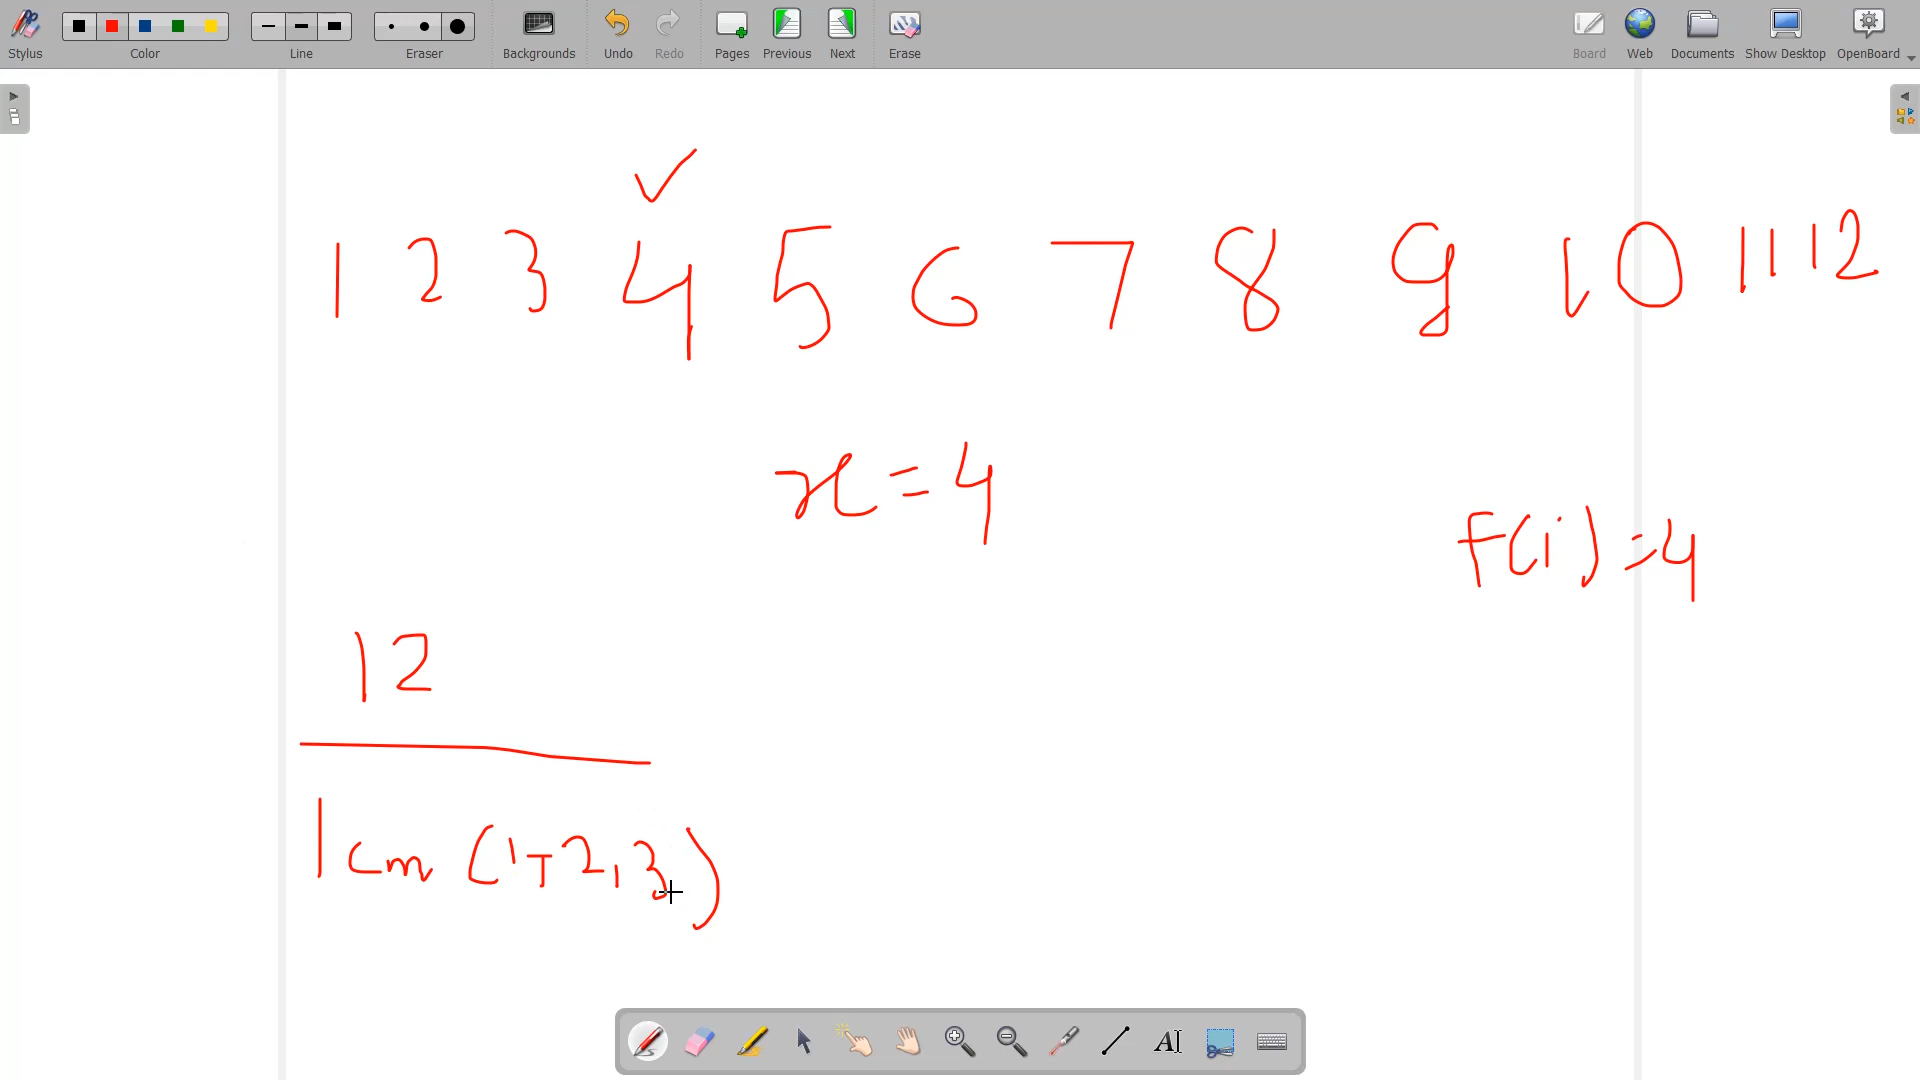 Stylus Color Line Eraser Backgrounds Undo Redo Pages Previous Next Erase Board Web Documents Show Desktop OpenBoard
1 2 3 4 5 6 7 8 9 10 11 12
x = 4
f(i) = 4
12
lcm (1, 2, 3)